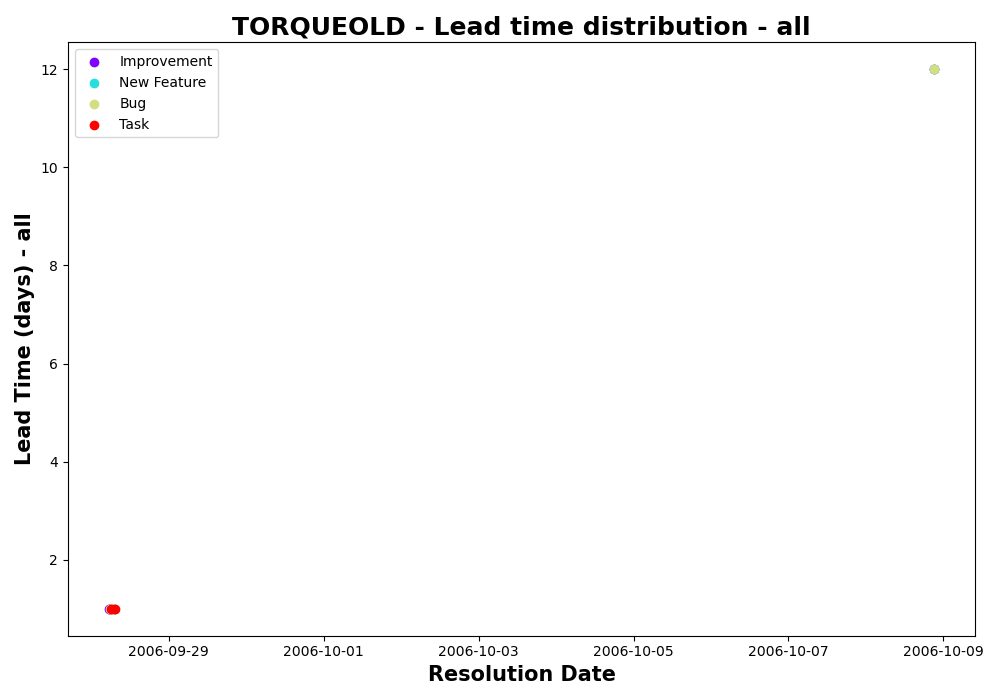 TORQUEOLD - Lead time distribution - all
Improvement
New Feature
Bug
Task
12
10
8
6
4
2
Lead Time (days) - all
2006-09-29 2006-10-01 2006-10-03 2006-10-05 2006-10-07 2006-10-09
Resolution Date